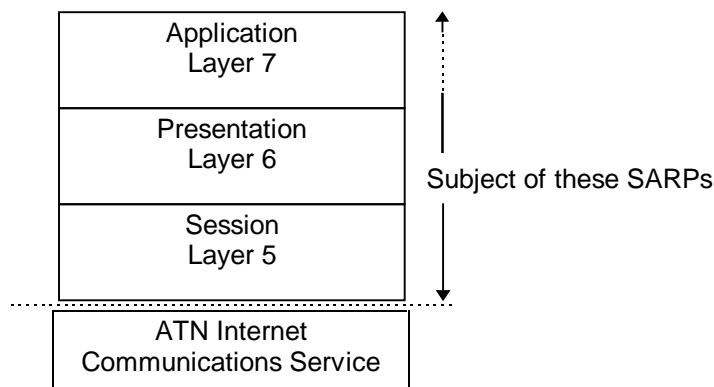 Application
Layer 7
Presentation
Layer 6
Subject of these SARPs
Session
Layer 5
ATN Internet
Communications Service